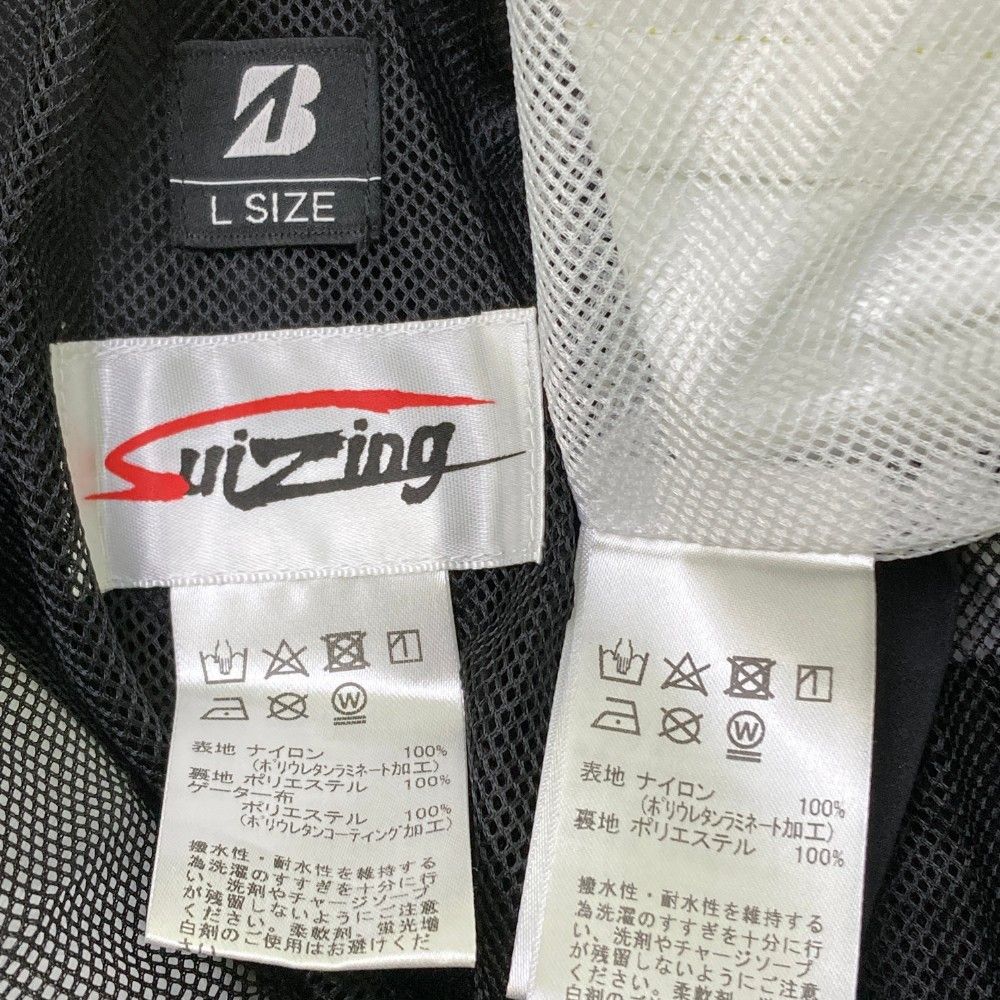 B
L SIZE
Suizing
W
表地 ナイロン 100%
(ポリウレタンラミネート加工)
裏地 ポリエステル 100%
ゲーター布
ポリエステル 100%
(ポリウレタンコーティング加工)
撥水性・耐水性を維持する
為洗濯のすすぎを十分に行
い、洗剤やチャージソープ
が残留しないようにご注意
ください。柔軟剤、蛍光増
白剤のご使用はお避けくだ
さい。
W
表地 ナイロン 100%
(ポリウレタンラミネート加工)
裏地 ポリエステル 100%
撥水性・耐水性を維持する
為洗濯のすすぎを十分に行
い、洗剤やチャージソープ
が残留しないようにご注意
ください。柔軟剤、蛍光増